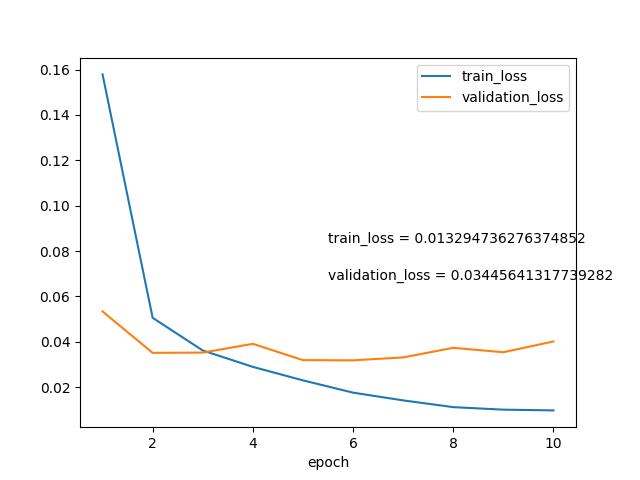 0.16
0.14
0.12
0.10
0.08
0.06
0.04
0.02
train_loss
validation_loss
train_loss = 0.013294736276374852
validation_loss = 0.03445641317739282
2
4
6
8
10
epoch